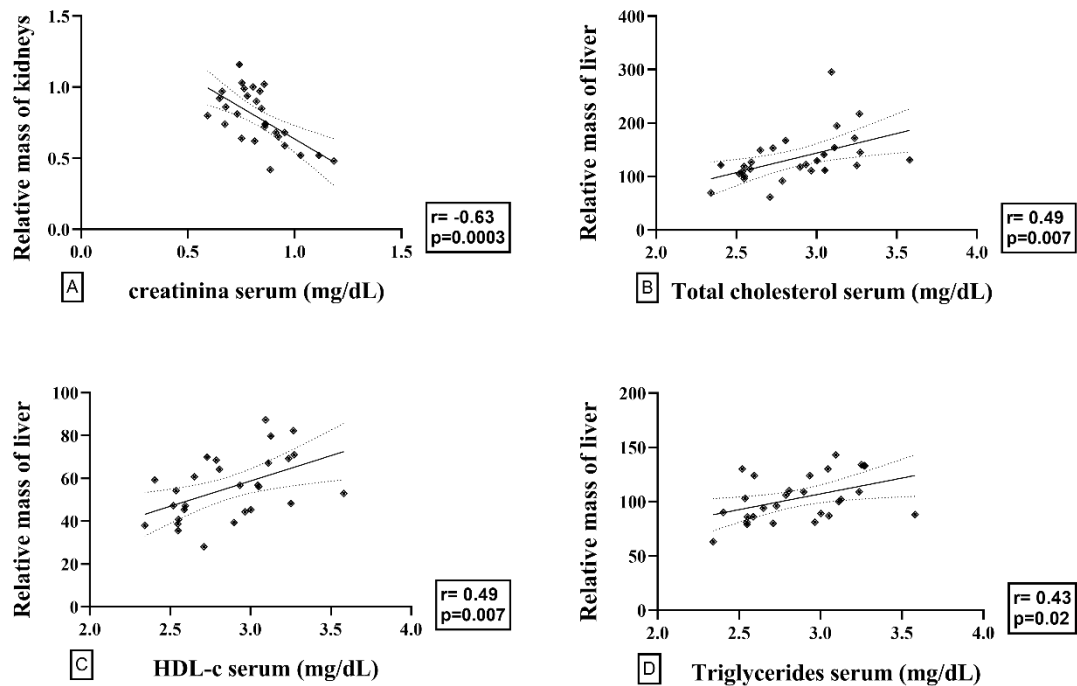 Relative mass of kidneys
1.5
1.0
0.5
0.0
0.0 0.5 1.0 1.5
A
creatinina serum (mg/dL)
r= -0.63
p=0.0003
Relative mass of liver
400
300
200
100
0
2.0 2.5 3.0 3.5 4.0
B
Total cholesterol serum (mg/dL)
r= 0.49
p=0.007
Relative mass of liver
100
80
60
40
20
0
2.0 2.5 3.0 3.5 4.0
C
HDL-c serum (mg/dL)
r= 0.49
p=0.007
Relative mass of liver
200
150
100
50
0
2.0 2.5 3.0 3.5 4.0
D
Triglycerides serum (mg/dL)
r= 0.43
p=0.02